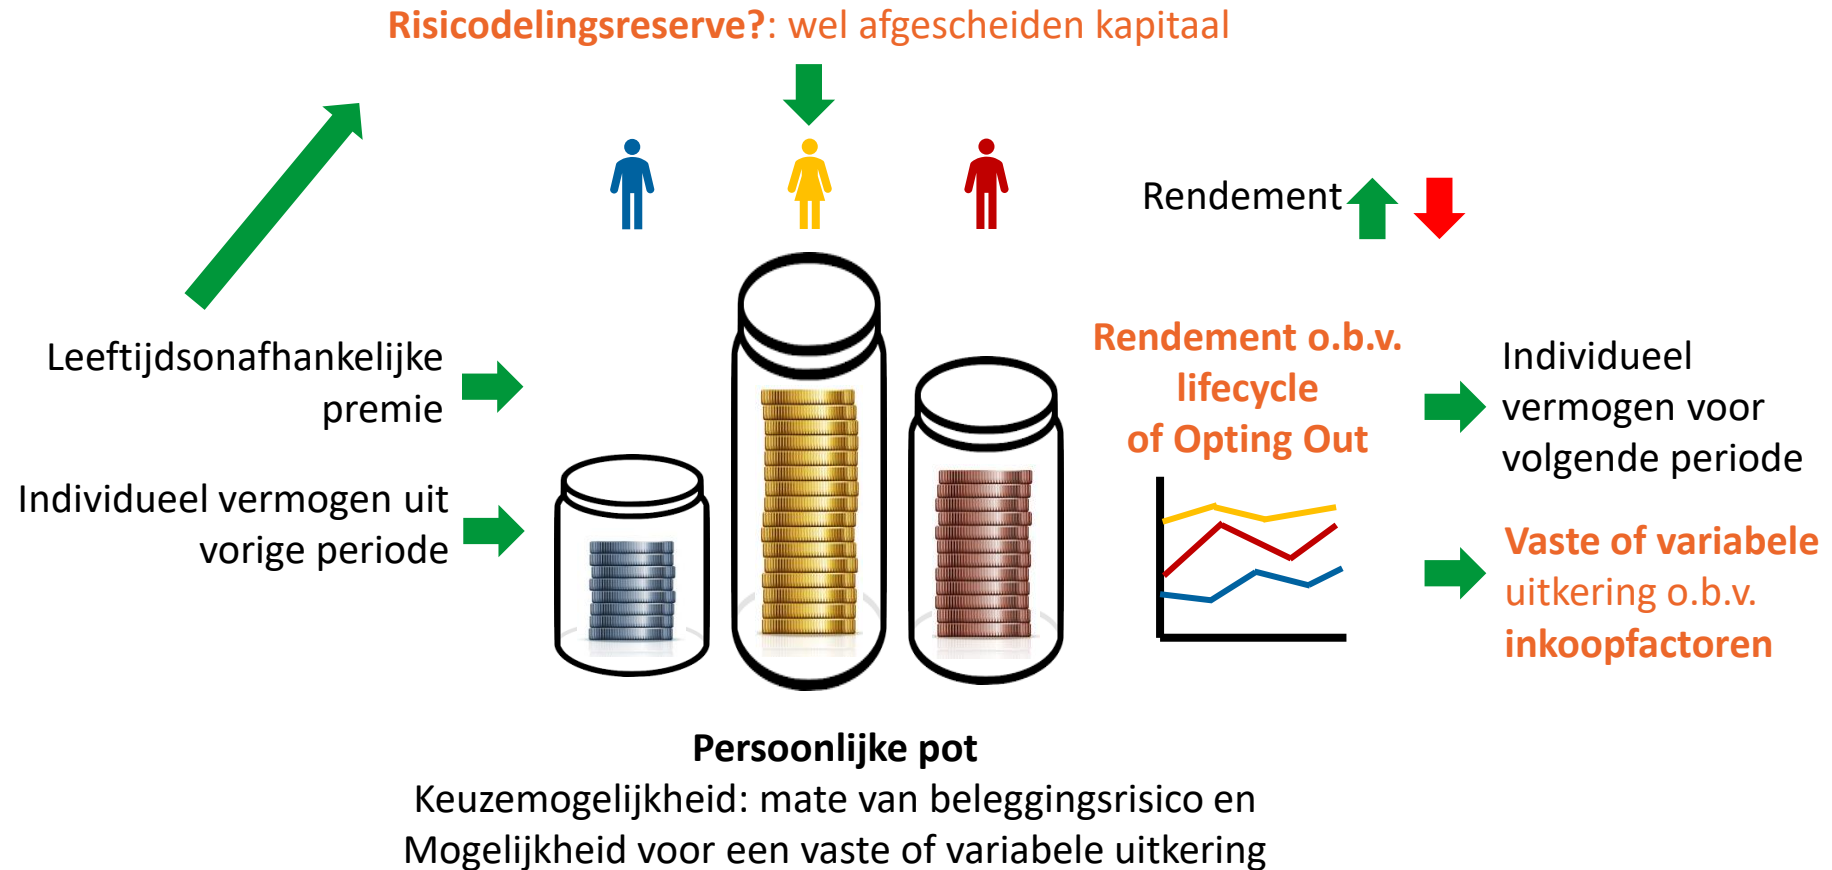 Risicodelingsreserve?: wel afgescheiden kapitaal
Rendement
Leeftijdsonafhankelijke
premie
Individueel vermogen uit
vorige periode
Rendement o.b.v.
lifecycle
of Opting Out
Individueel
vermogen voor
volgende periode
Vaste of variabele
uitkering o.b.v.
inkoopfactoren
Persoonlijke pot
Keuzemogelijkheid: mate van beleggingsrisico en
Mogelijkheid voor een vaste of variabele uitkering